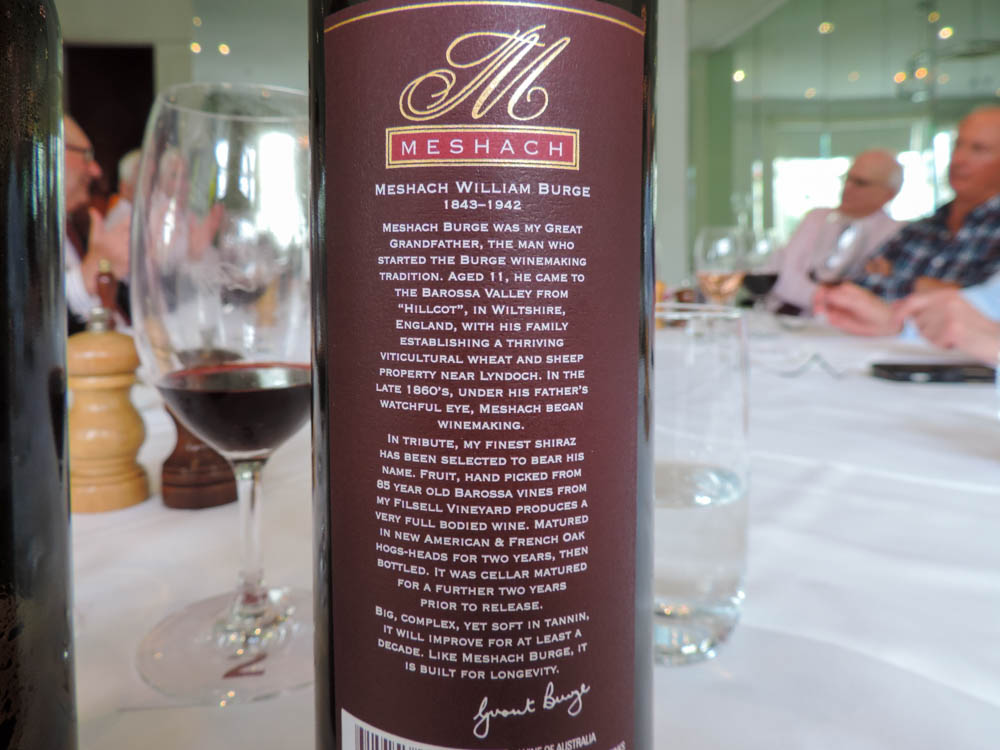 M
MESHACH
MESHACH WILLIAM BURGE
1843–1942
MESHACH BURGE WAS MY GREAT
GRANDFATHER, THE MAN WHO
STARTED THE BURGE WINEMAKING
TRADITION. AGED 11, HE CAME TO
THE BAROSSA VALLEY FROM
“HILLCOT”, IN WILTSHIRE,
ENGLAND, WITH HIS FAMILY
ESTABLISHING A THRIVING
VITICULTURAL WHEAT AND SHEEP
PROPERTY NEAR LYNDOCH. IN THE
LATE 1860’S, UNDER HIS FATHER’S
WATCHFUL EYE, MESHACH BEGAN
WINEMAKING.
IN TRIBUTE, MY FINEST SHIRAZ
HAS BEEN SELECTED TO BEAR HIS
NAME. FRUIT, HAND PICKED FROM
85 YEAR OLD BAROSSA VINES FROM
MY FILSELL VINEYARD PRODUCES A
VERY FULL BODIED WINE. MATURED
IN NEW AMERICAN & FRENCH OAK
HOGS-HEADS FOR TWO YEARS, THEN
BOTTLED. IT WAS CELLAR MATURED
FOR A FURTHER TWO YEARS
PRIOR TO RELEASE.
BIG, COMPLEX, YET SOFT IN TANNIN,
IT WILL IMPROVE FOR AT LEAST A
DECADE. LIKE MESHACH BURGE, IT
IS BUILT FOR LONGEVITY.
Grant Burge
OF AUSTRALIA